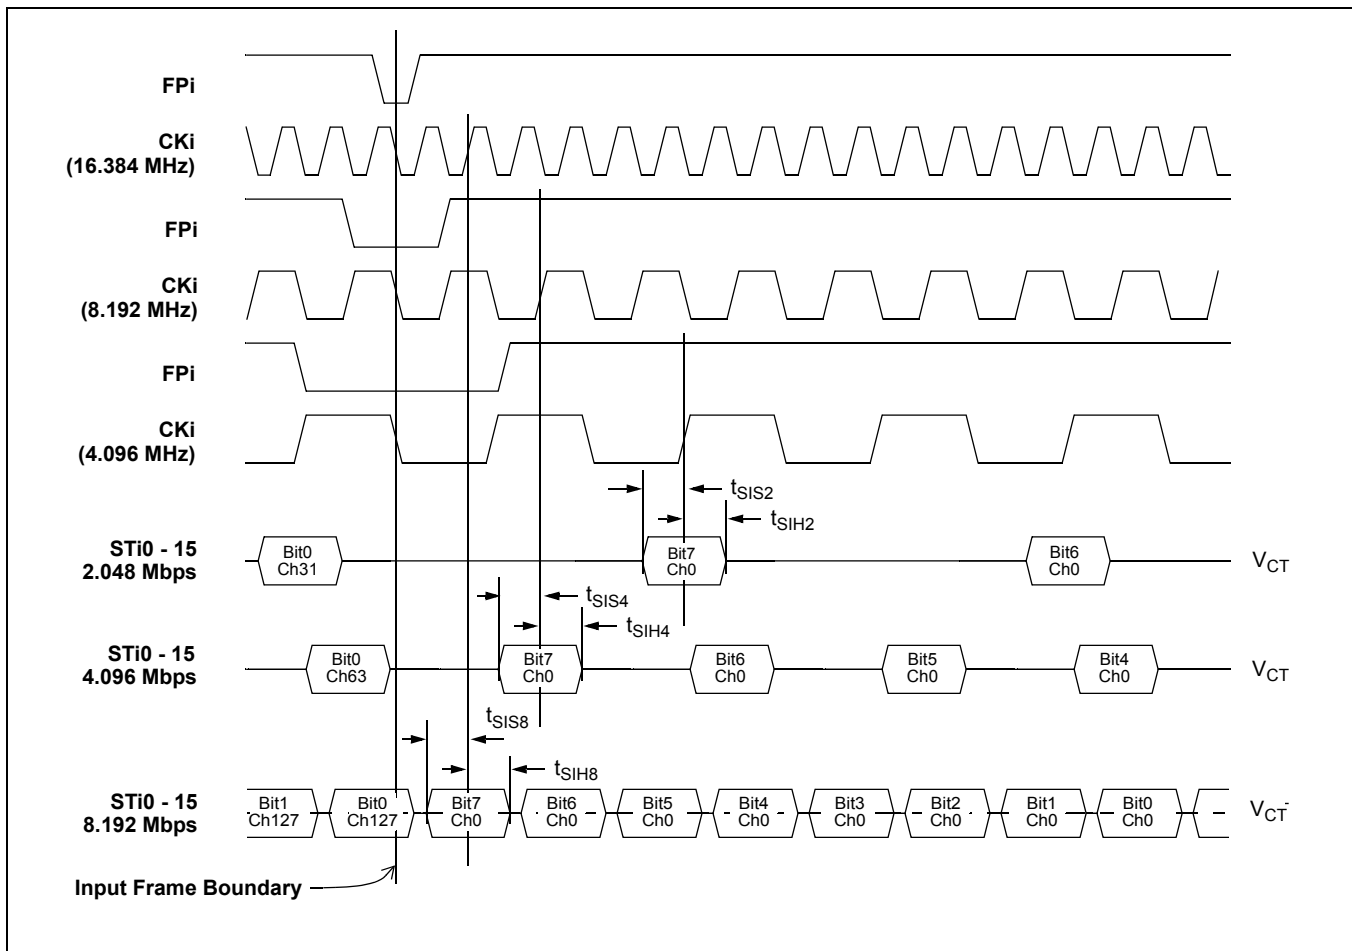 FPi
CKi
(16.384 MHz)
FPi
CKi
(8.192 MHz)
FPi
CKi
(4.096 MHz)
tSIS2
tSIH2
STi0 - 15
2.048 Mbps
Bit0
Ch31
Bit7
Ch0
Bit6
Ch0
VCT
tSIS4
tSIH4
STi0 - 15
4.096 Mbps
Bit0
Ch63
Bit7
Ch0
Bit6
Ch0
Bit5
Ch0
Bit4
Ch0
VCT
tSIS8
tSIH8
STi0 - 15
8.192 Mbps
Bit1
Ch127
Bit0
Ch127
Bit7
Ch0
Bit6
Ch0
Bit5
Ch0
Bit4
Ch0
Bit3
Ch0
Bit2
Ch0
Bit1
Ch0
Bit0
Ch0
VCT
Input Frame Boundary